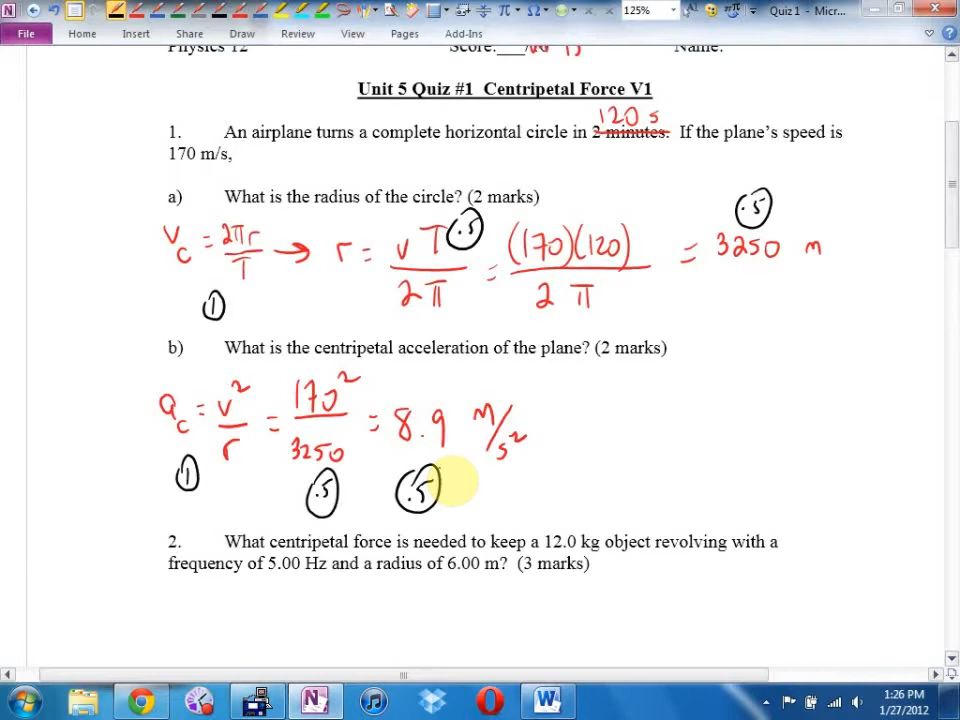 125%
Quiz 1 - Micr...
File Home Insert Share Draw Review View Pages Add-Ins
Physics 12 Score:___/ Name:
Unit 5 Quiz #1 Centripetal Force V1
120 s
1. An airplane turns a complete horizontal circle in 2 minutes. If the plane's speed is
170 m/s,
a) What is the radius of the circle? (2 marks)
.5
.5
Vc = 2πr/T → r = vT/2π = (170)(120)/2π = 3250 m
1
b) What is the centripetal acceleration of the plane? (2 marks)
ac = v²/r = 170²/3250 = 8.9 m/s²
1 .5 .5
2. What centripetal force is needed to keep a 12.0 kg object revolving with a
frequency of 5.00 Hz and a radius of 6.00 m? (3 marks)
1:26 PM
1/27/2012